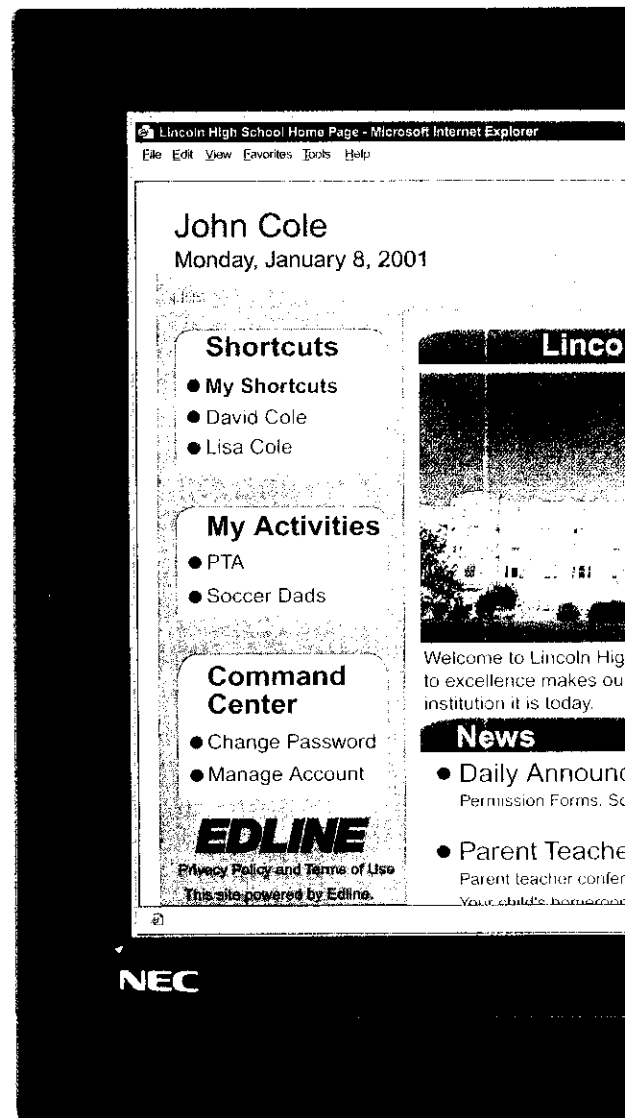 Lincoln High School Home Page - Microsoft Internet Explorer
File Edit View Favorites Tools Help
John Cole
Monday, January 8, 2001
Shortcuts
● My Shortcuts
● David Cole
● Lisa Cole
My Activities
● PTA
● Soccer Dads
Command
Center
● Change Password
● Manage Account
EDLINE
Privacy Policy and Terms of Use
This site powered by Edline.
Linco
Welcome to Lincoln Hig
to excellence makes ou
institution it is today.
News
● Daily Announc
Permission Forms. Sc
● Parent Teache
Parent teacher confer
Your child's homeroon
NEC